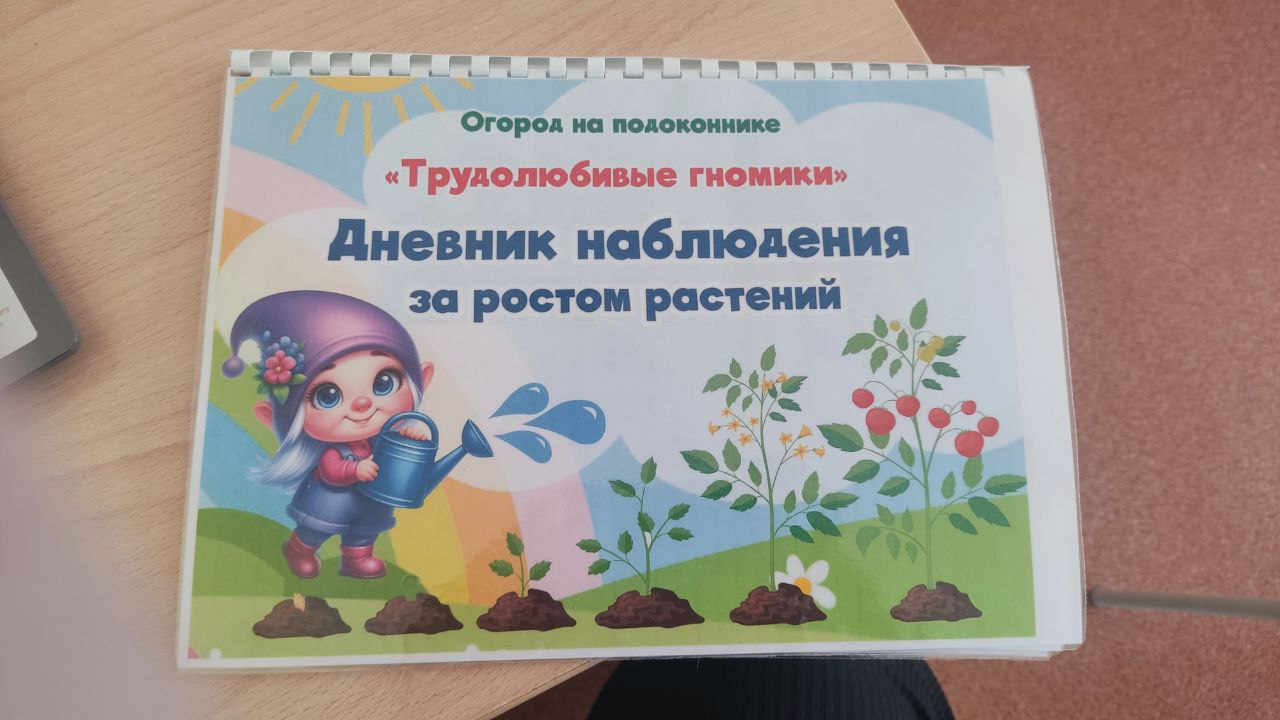 Огород на подоконнике
«Трудолюбивые гномики»
Дневник наблюдения
за ростом растений